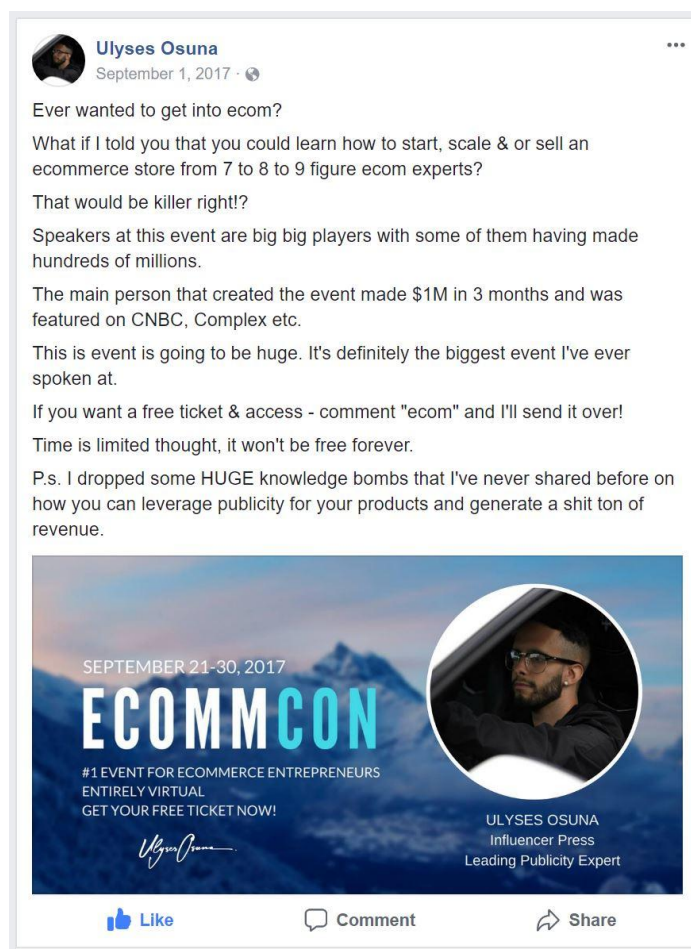 Ulyses Osuna
September 1, 2017 ·
Ever wanted to get into ecom?
What if I told you that you could learn how to start, scale & or sell an
ecommerce store from 7 to 8 to 9 figure ecom experts?
That would be killer right!?
Speakers at this event are big big players with some of them having made
hundreds of millions.
The main person that created the event made $1M in 3 months and was
featured on CNBC, Complex etc.
This is event is going to be huge. It's definitely the biggest event I've ever
spoken at.
If you want a free ticket & access - comment "ecom" and I'll send it over!
Time is limited thought, it won't be free forever.
P.s. I dropped some HUGE knowledge bombs that I've never shared before on
how you can leverage publicity for your products and generate a shit ton of
revenue.
SEPTEMBER 21-30, 2017
ECOMMCON
#1 EVENT FOR ECOMMERCE ENTREPRENEURS
ENTIRELY VIRTUAL
GET YOUR FREE TICKET NOW!
Ulyses Osuna
ULYSES OSUNA
Influencer Press
Leading Publicity Expert
Like
Comment
Share